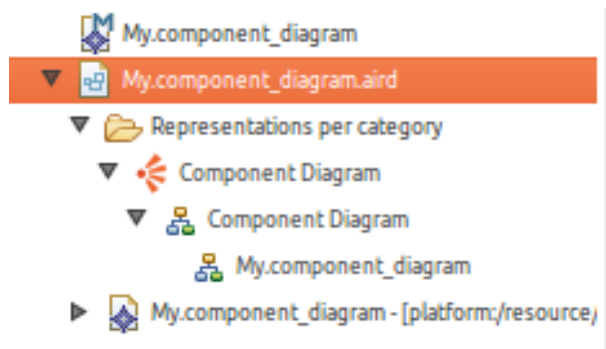 My.component_diagram
My.component_diagram.aird
Representations per category
Component Diagram
Component Diagram
My.component_diagram
My.component_diagram - [platform:/resource/